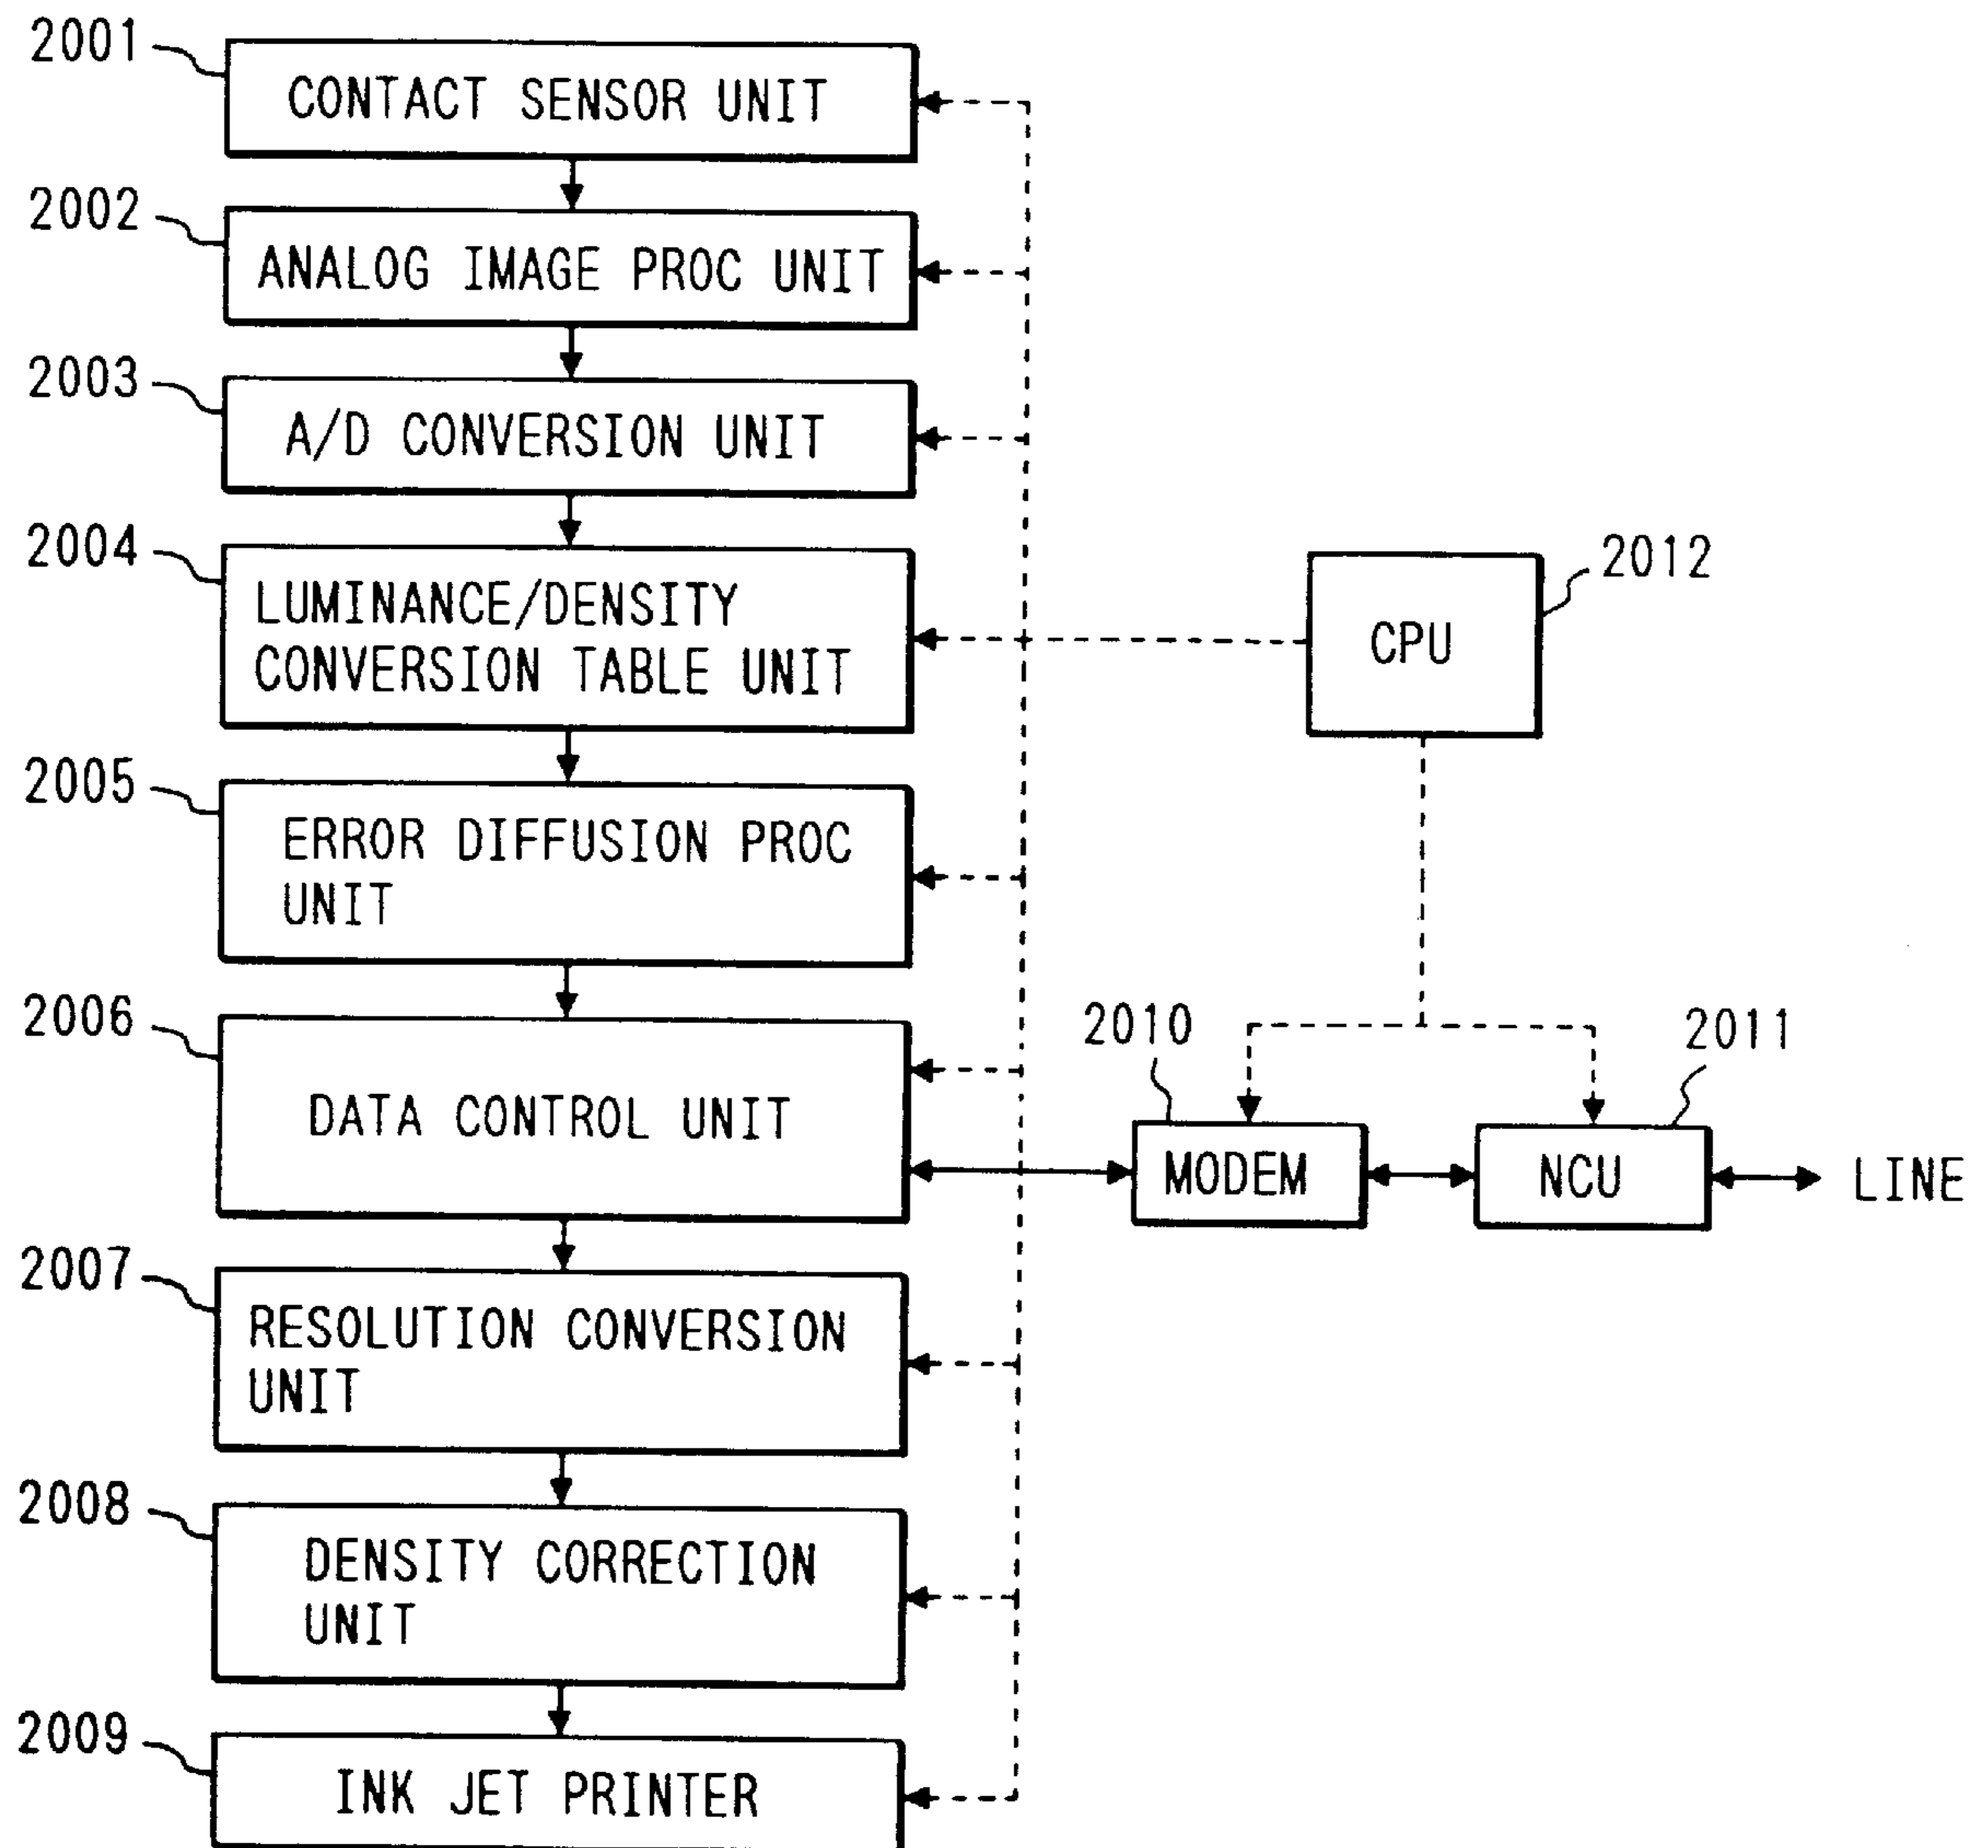 2001
CONTACT SENSOR UNIT
2002
ANALOG IMAGE PROC UNIT
2003
A/D CONVERSION UNIT
2004
LUMINANCE/DENSITY
CONVERSION TABLE UNIT
2012
CPU
2005
ERROR DIFFUSION PROC
UNIT
2006
DATA CONTROL UNIT
2010
MODEM
2011
NCU
LINE
2007
RESOLUTION CONVERSION
UNIT
2008
DENSITY CORRECTION
UNIT
2009
INK JET PRINTER